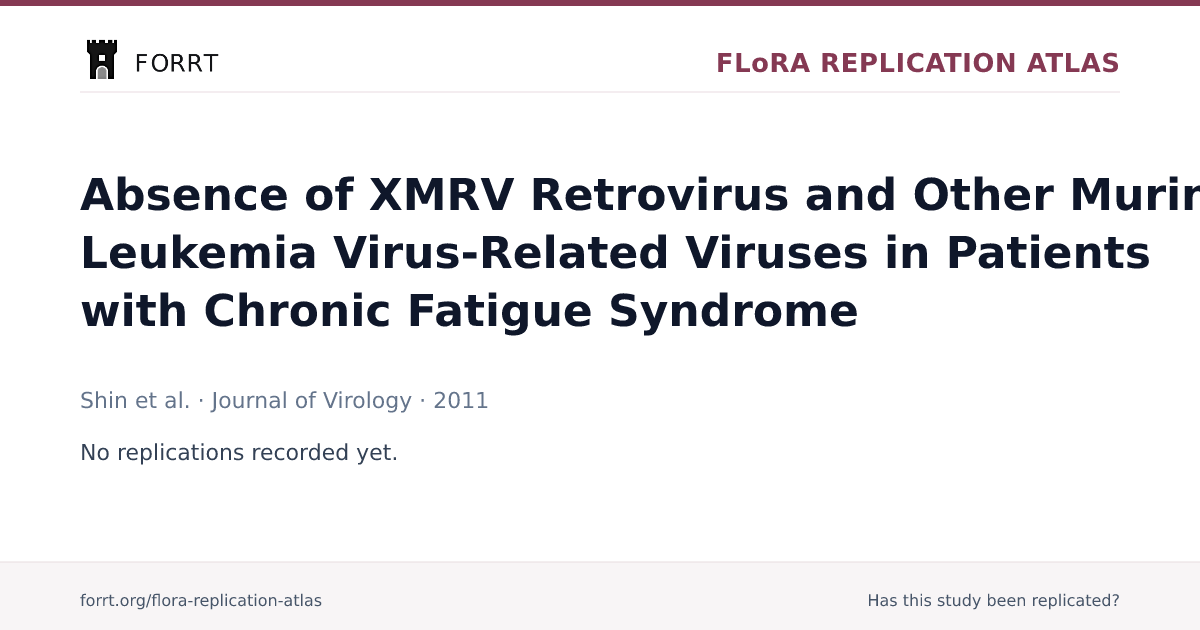 FORRT
FLoRA REPLICATION ATLAS
Absence of XMRV Retrovirus and Other
Leukemia Virus-Related Viruses in Patients
with Chronic Fatigue Syndrome
Shin et al. · Journal of Virology · 2011
No replications recorded yet.
forrt.org/flora-replication-atlas
Has this study been replicated?